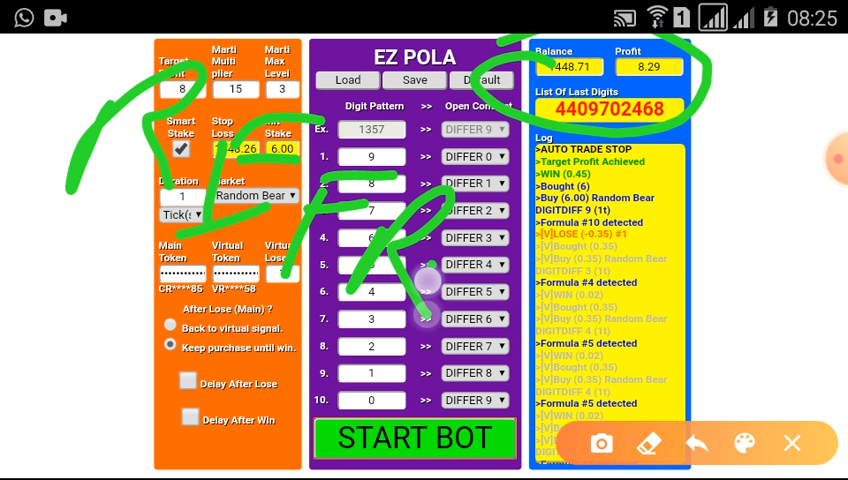 08:25
1
Target
Profit
8
Marti
Multi
plier
15
Marti
Max
Level
3
Smart
Stake
Stop
Loss
48.26
Stake
6.00
Duration
1
Market
Random Bear
Main
Token
CR****85
Virtual
Token
VR****58
After Lose (Main) ?
Back to virtual signal.
Keep purchase until win.
Delay After Lose
Delay After Win
EZ POLA
Load
Save
Digit Pattern
>>
Ex.
1357
>>
DIFFER 9
1. 9 >> DIFFER 0
8 >> DIFFER 1
7 >> DIFFER 2
4. >> DIFFER 3
5. DIFFER 4
6. 4 >> DIFFER 5
7. 3 DIFFER 6
8. 2 >> DIFFER 7
9. 1 >> DIFFER 8
10. 0 >> DIFFER 9
START BOT
Balance
1448.71
Profit
8.29
List Of Last Digits
4409702468
Log
>AUTO TRADE STOP
>Target Profit Achieved
>WIN (0.45)
>Bought (6)
>Buy (6.00) Random Bear
DIGITDIFF 9 (1t)
>Formula #10 detected
>[V]LOSE (-0.35) #1
>[V]Bought (0.35)
>[V]Buy (0.35) Random Bear
DIGITDIFF 3 (1t)
>Formula #4 detected
>[V]WIN (0.02)
>[V]Bought (0.35)
>[V]Buy (0.35) Random Bear
DIGITDIFF 4 (1t)
>Formula #5 detected
>[V]WIN (0.02)
>[V]Bought (0.35)
>[V]Buy (0.35) Random Bear
DIGITDIFF 4 (1t)
>Formula #5 detected
>[V]WIN (0.02)